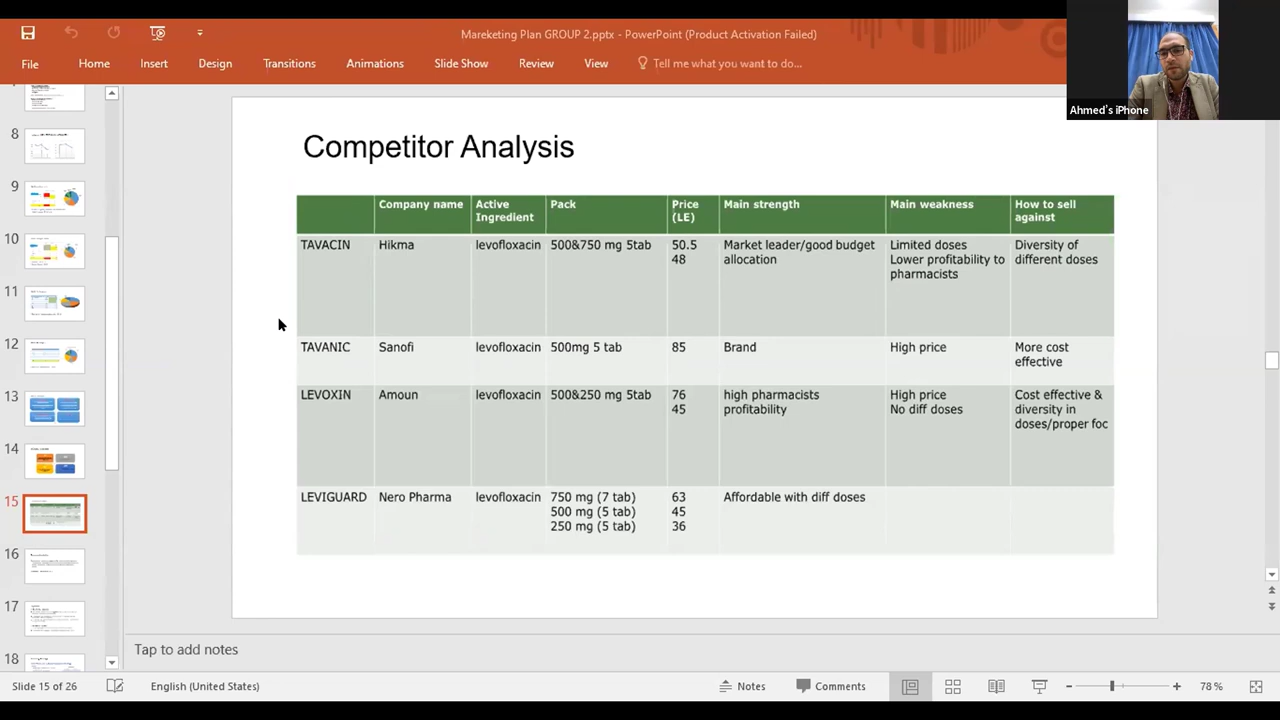 Mareketing Plan GROUP 2.pptx - PowerPoint (Product Activation Failed)
File Home Insert Design Transitions Animations Slide Show Review View Tell me what you want to do...
Ahmed's iPhone
8
9
10
11
12
13
14
15
16
17
18
Competitor Analysis
Company name Active Ingredient Pack Price (LE) Main strength Main weakness How to sell against
TAVACIN Hikma levofloxacin 500&750 mg 5tab 50.5 48 Market leader/good budget allocation Limited doses Lower profitability to pharmacists Diversity of different doses
TAVANIC Sanofi levofloxacin 500mg 5 tab 85 Brand High price More cost effective
LEVOXIN Amoun levofloxacin 500&250 mg 5tab 76 45 high pharmacists profitability High price No diff doses Cost effective & diversity in doses/proper foc
LEVIGUARD Nero Pharma levofloxacin 750 mg (7 tab) 500 mg (5 tab) 250 mg (5 tab) 63 45 36 Affordable with diff doses
Tap to add notes
Slide 15 of 26 English (United States) Notes Comments 78 %